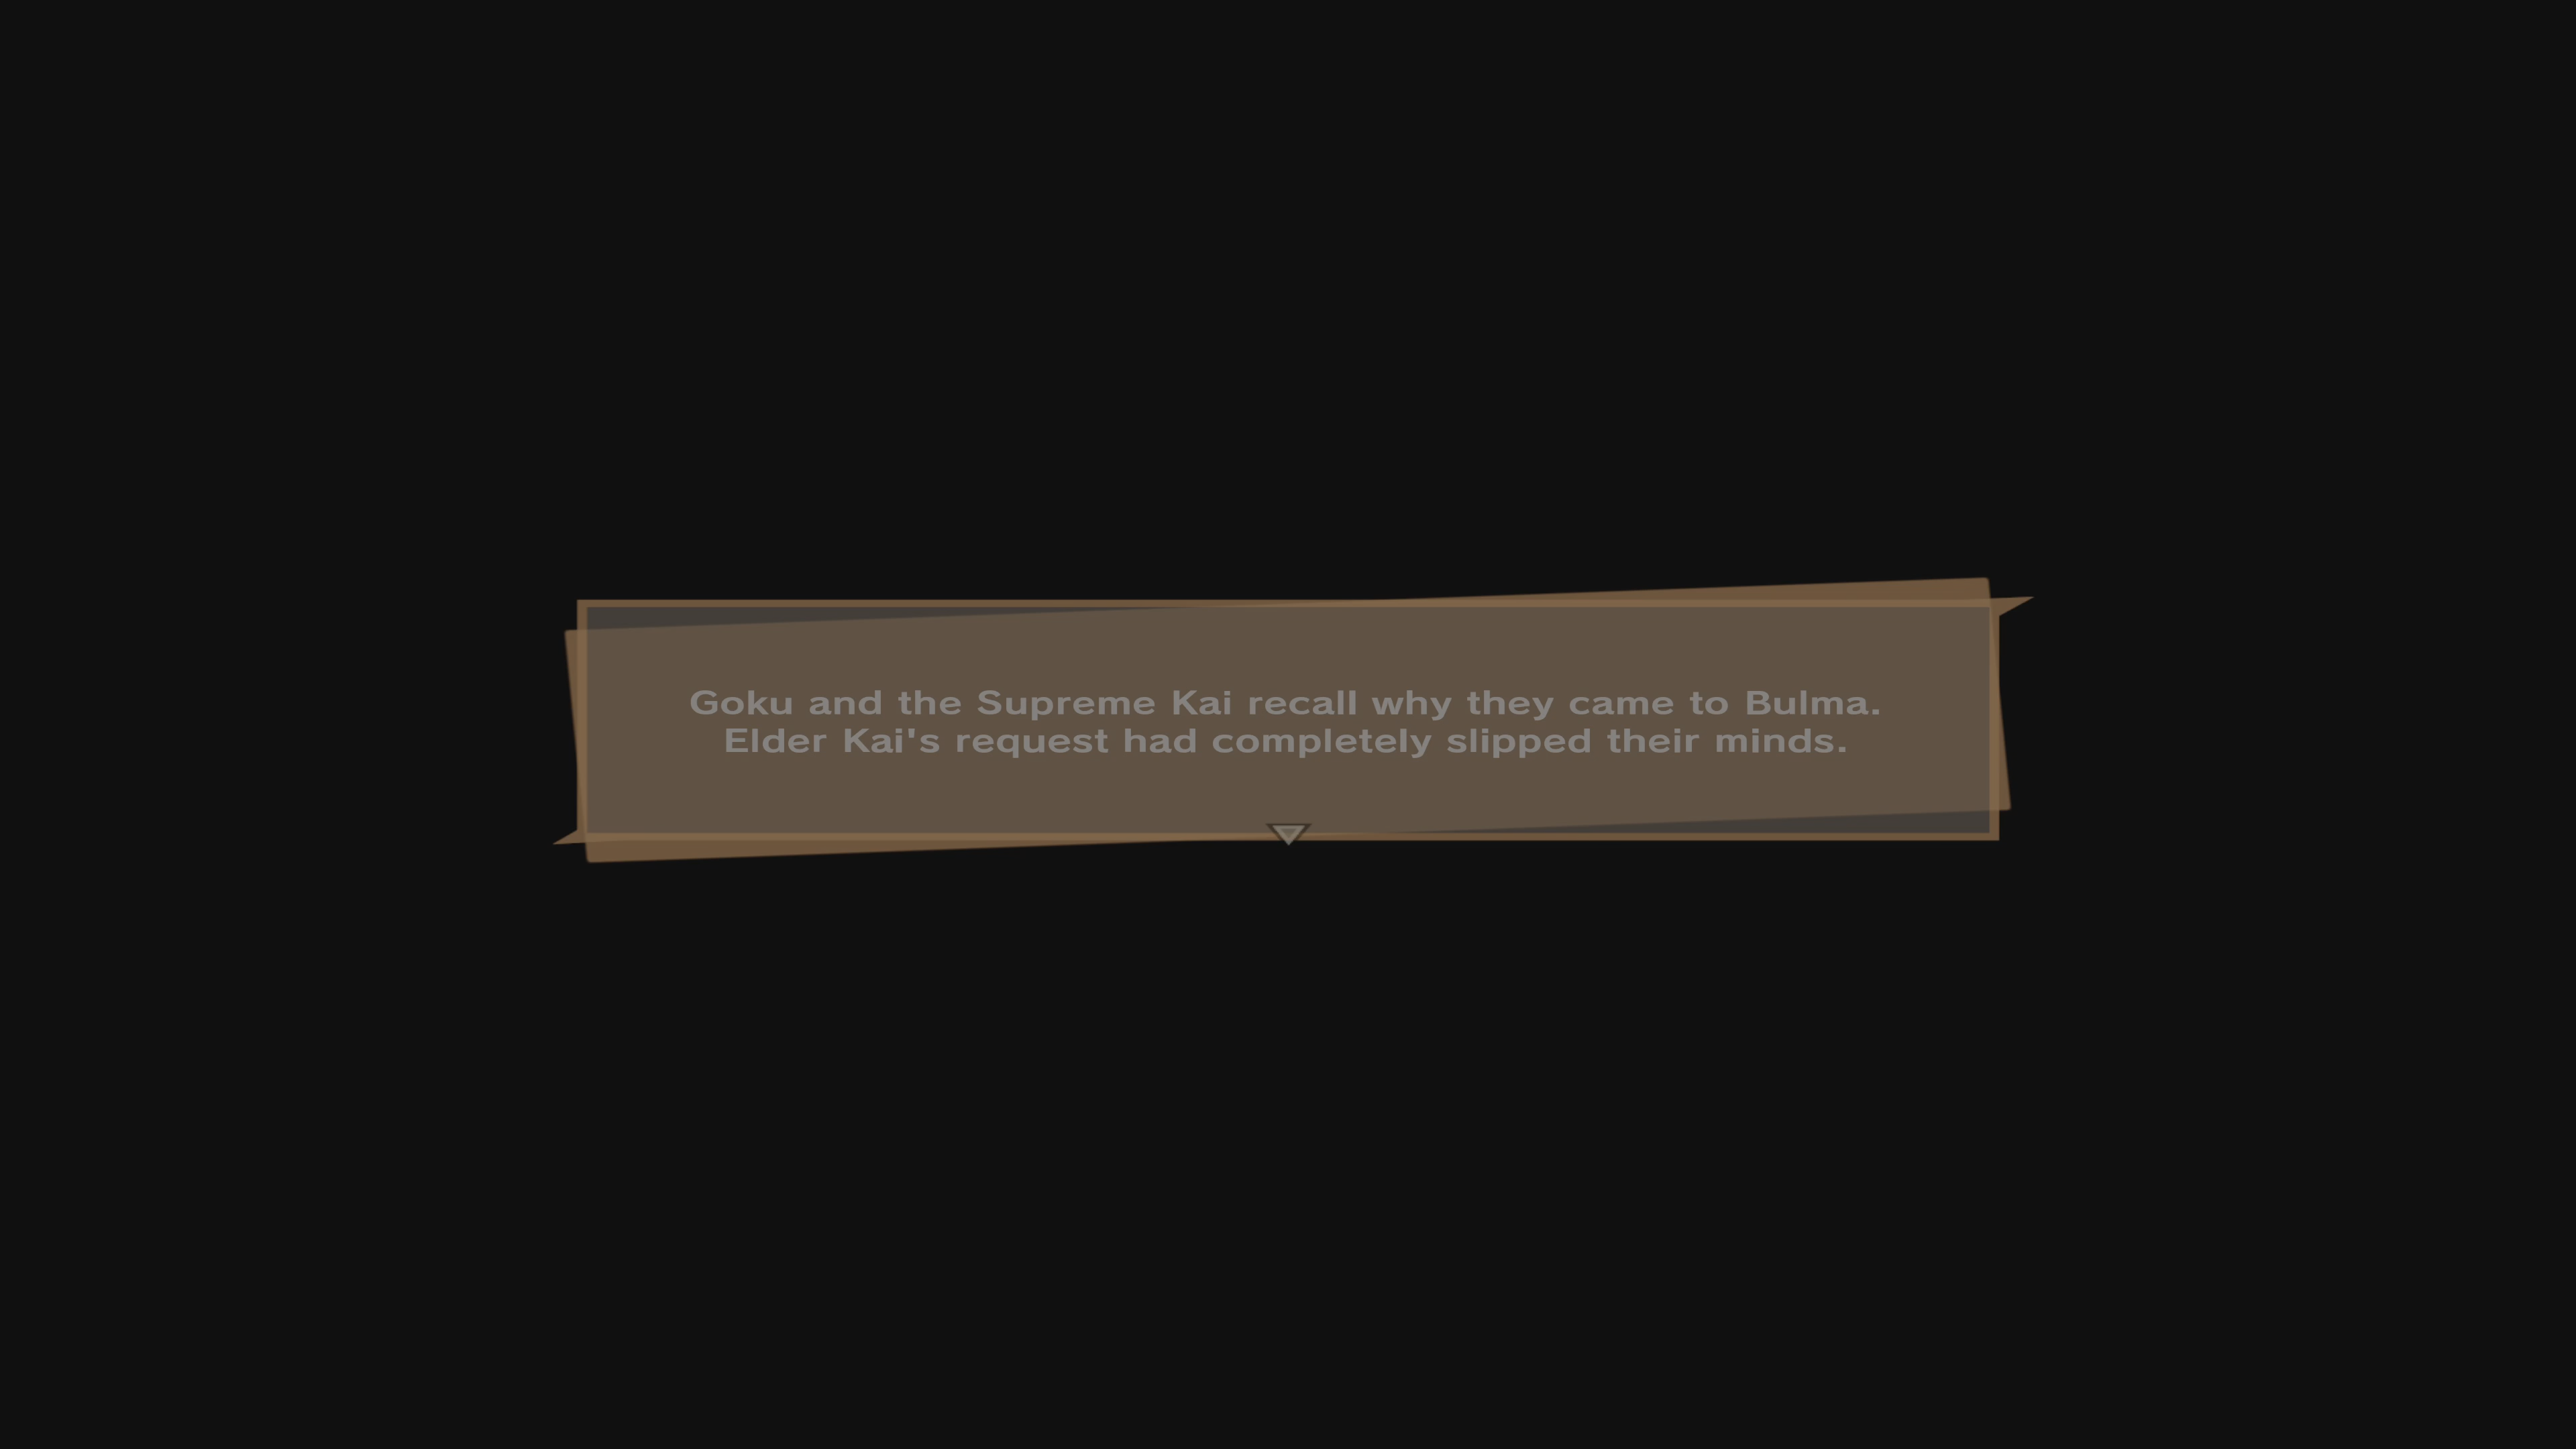 Goku and the Supreme Kai recall why they came to Bulma.
Elder Kai's request had completely slipped their minds.